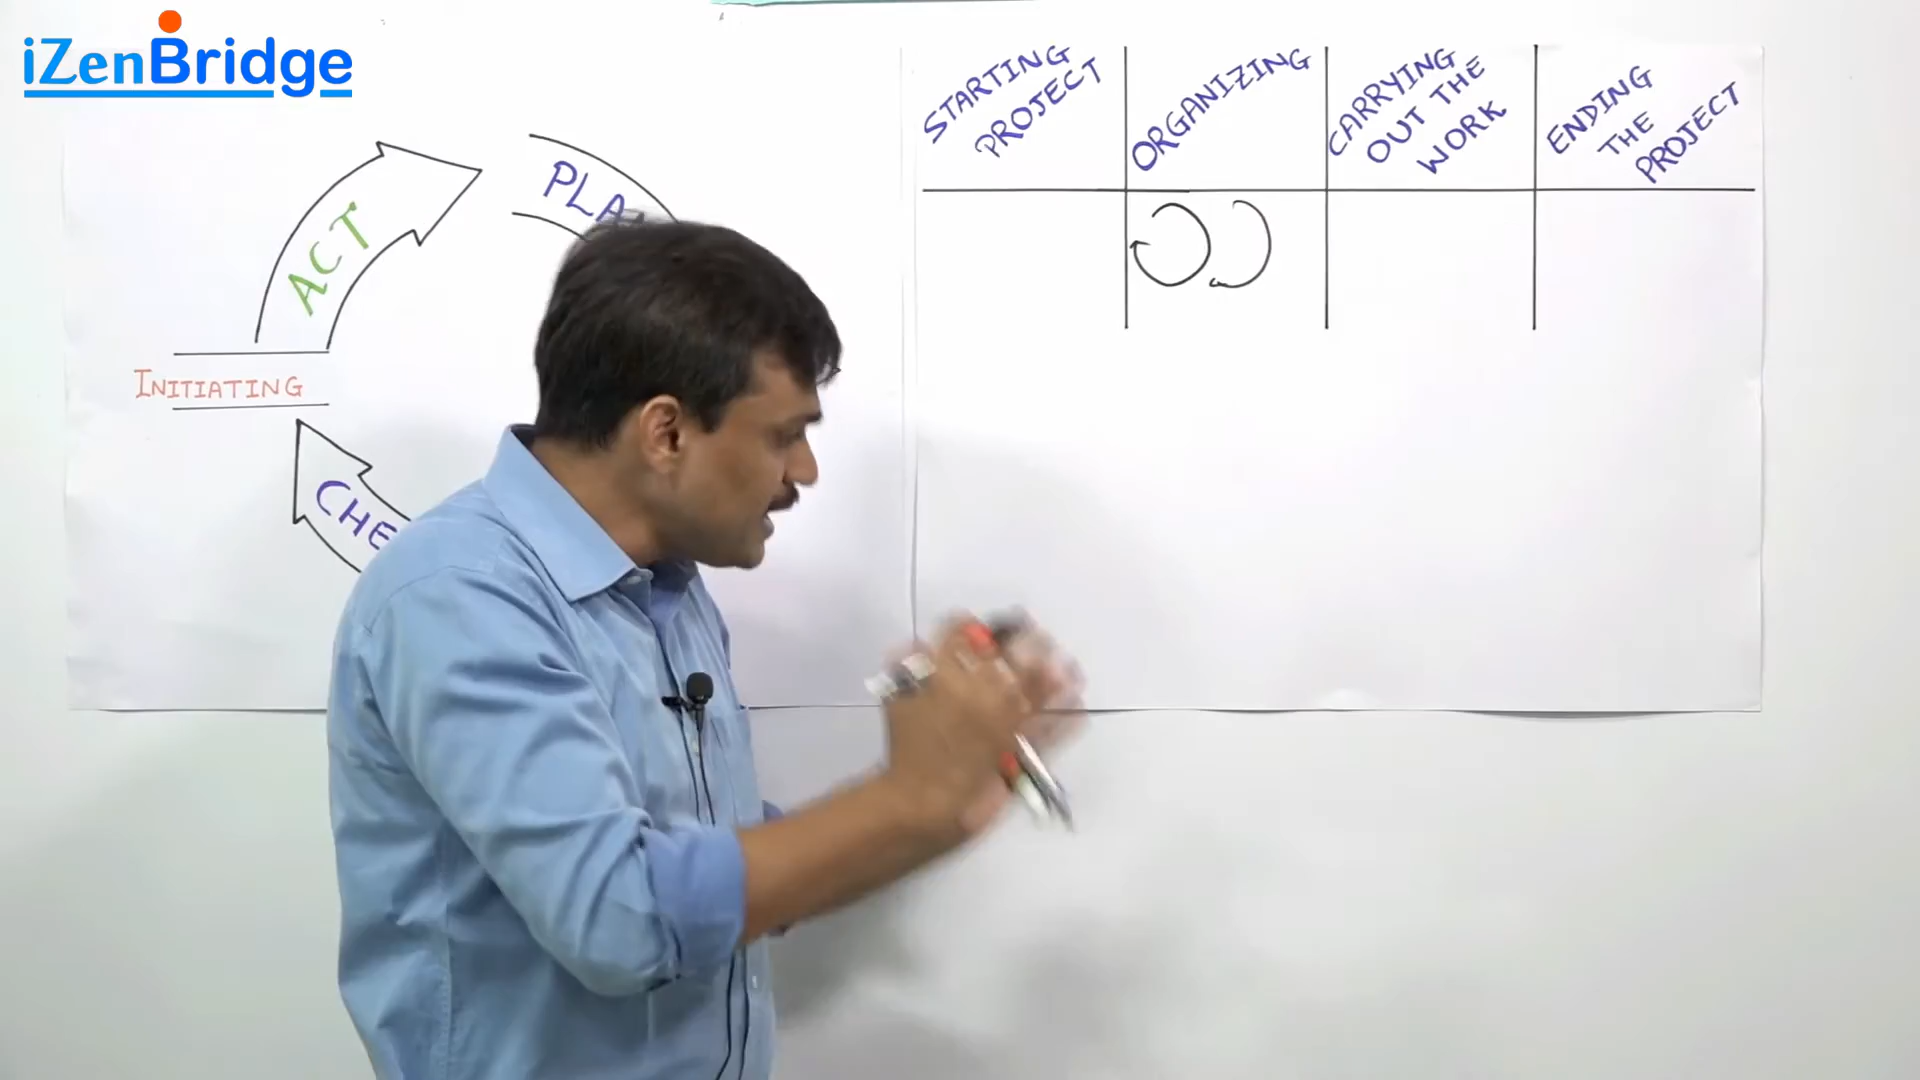 iZenBridge
ACT
INITIATING
STARTING
PROJECT
ORGANIZING
CARRYING
OUT THE
WORK
ENDING
THE
PROJECT